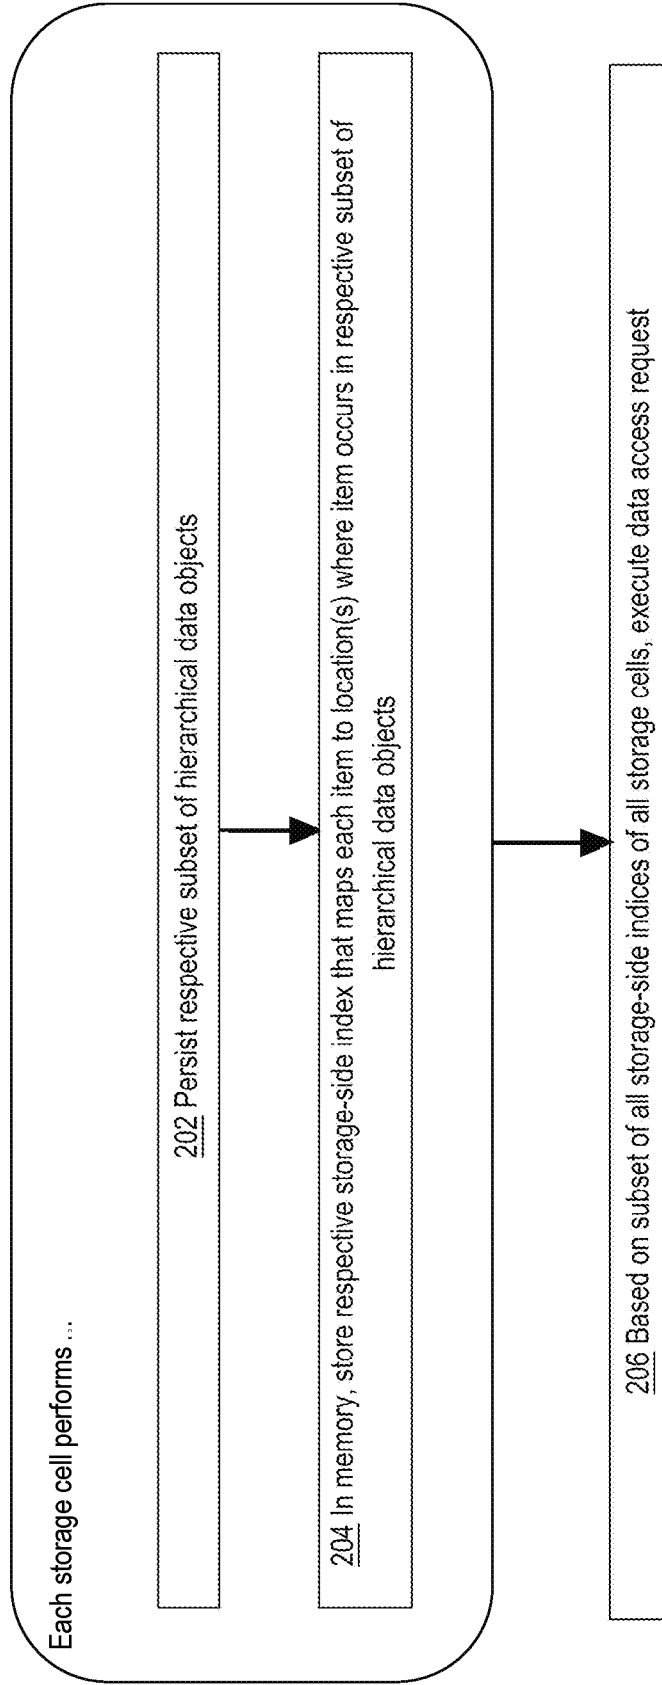 Each storage cell performs ...
202 Persist respective subset of hierarchical data objects
204 In memory, store respective storage-side index that maps each item to location(s) where item occurs in respective subset of
hierarchical data objects
206 Based on subset of all storage-side indices of all storage cells, execute data access request